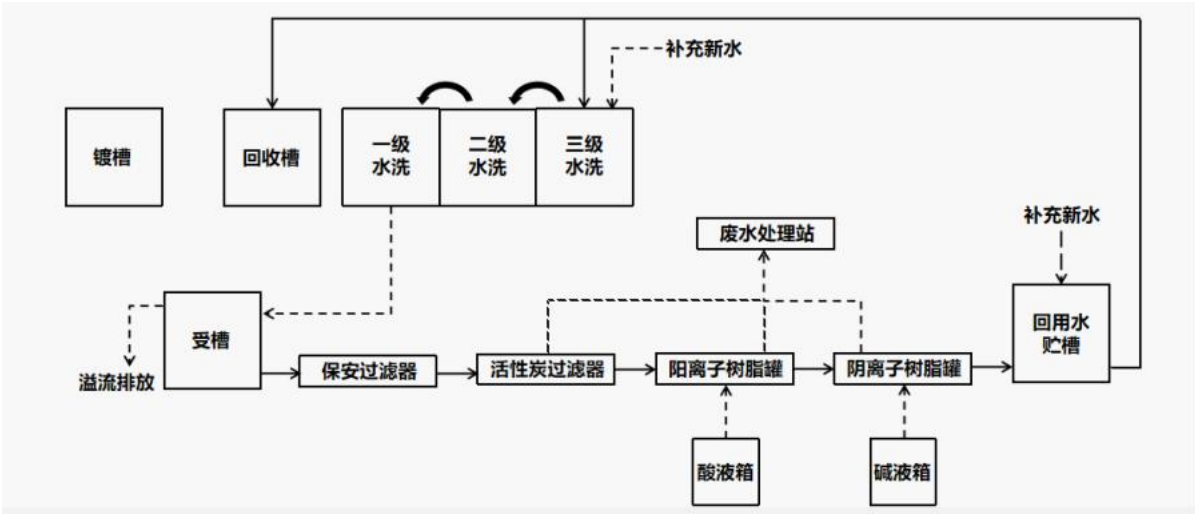 补充新水
镀槽
回收槽
一级
水洗
二级
水洗
三级
水洗
废水处理站
补充新水
受槽
溢流排放
保安过滤器
活性炭过滤器
阳离子树脂罐
阴离子树脂罐
回用水
贮槽
酸液箱
碱液箱